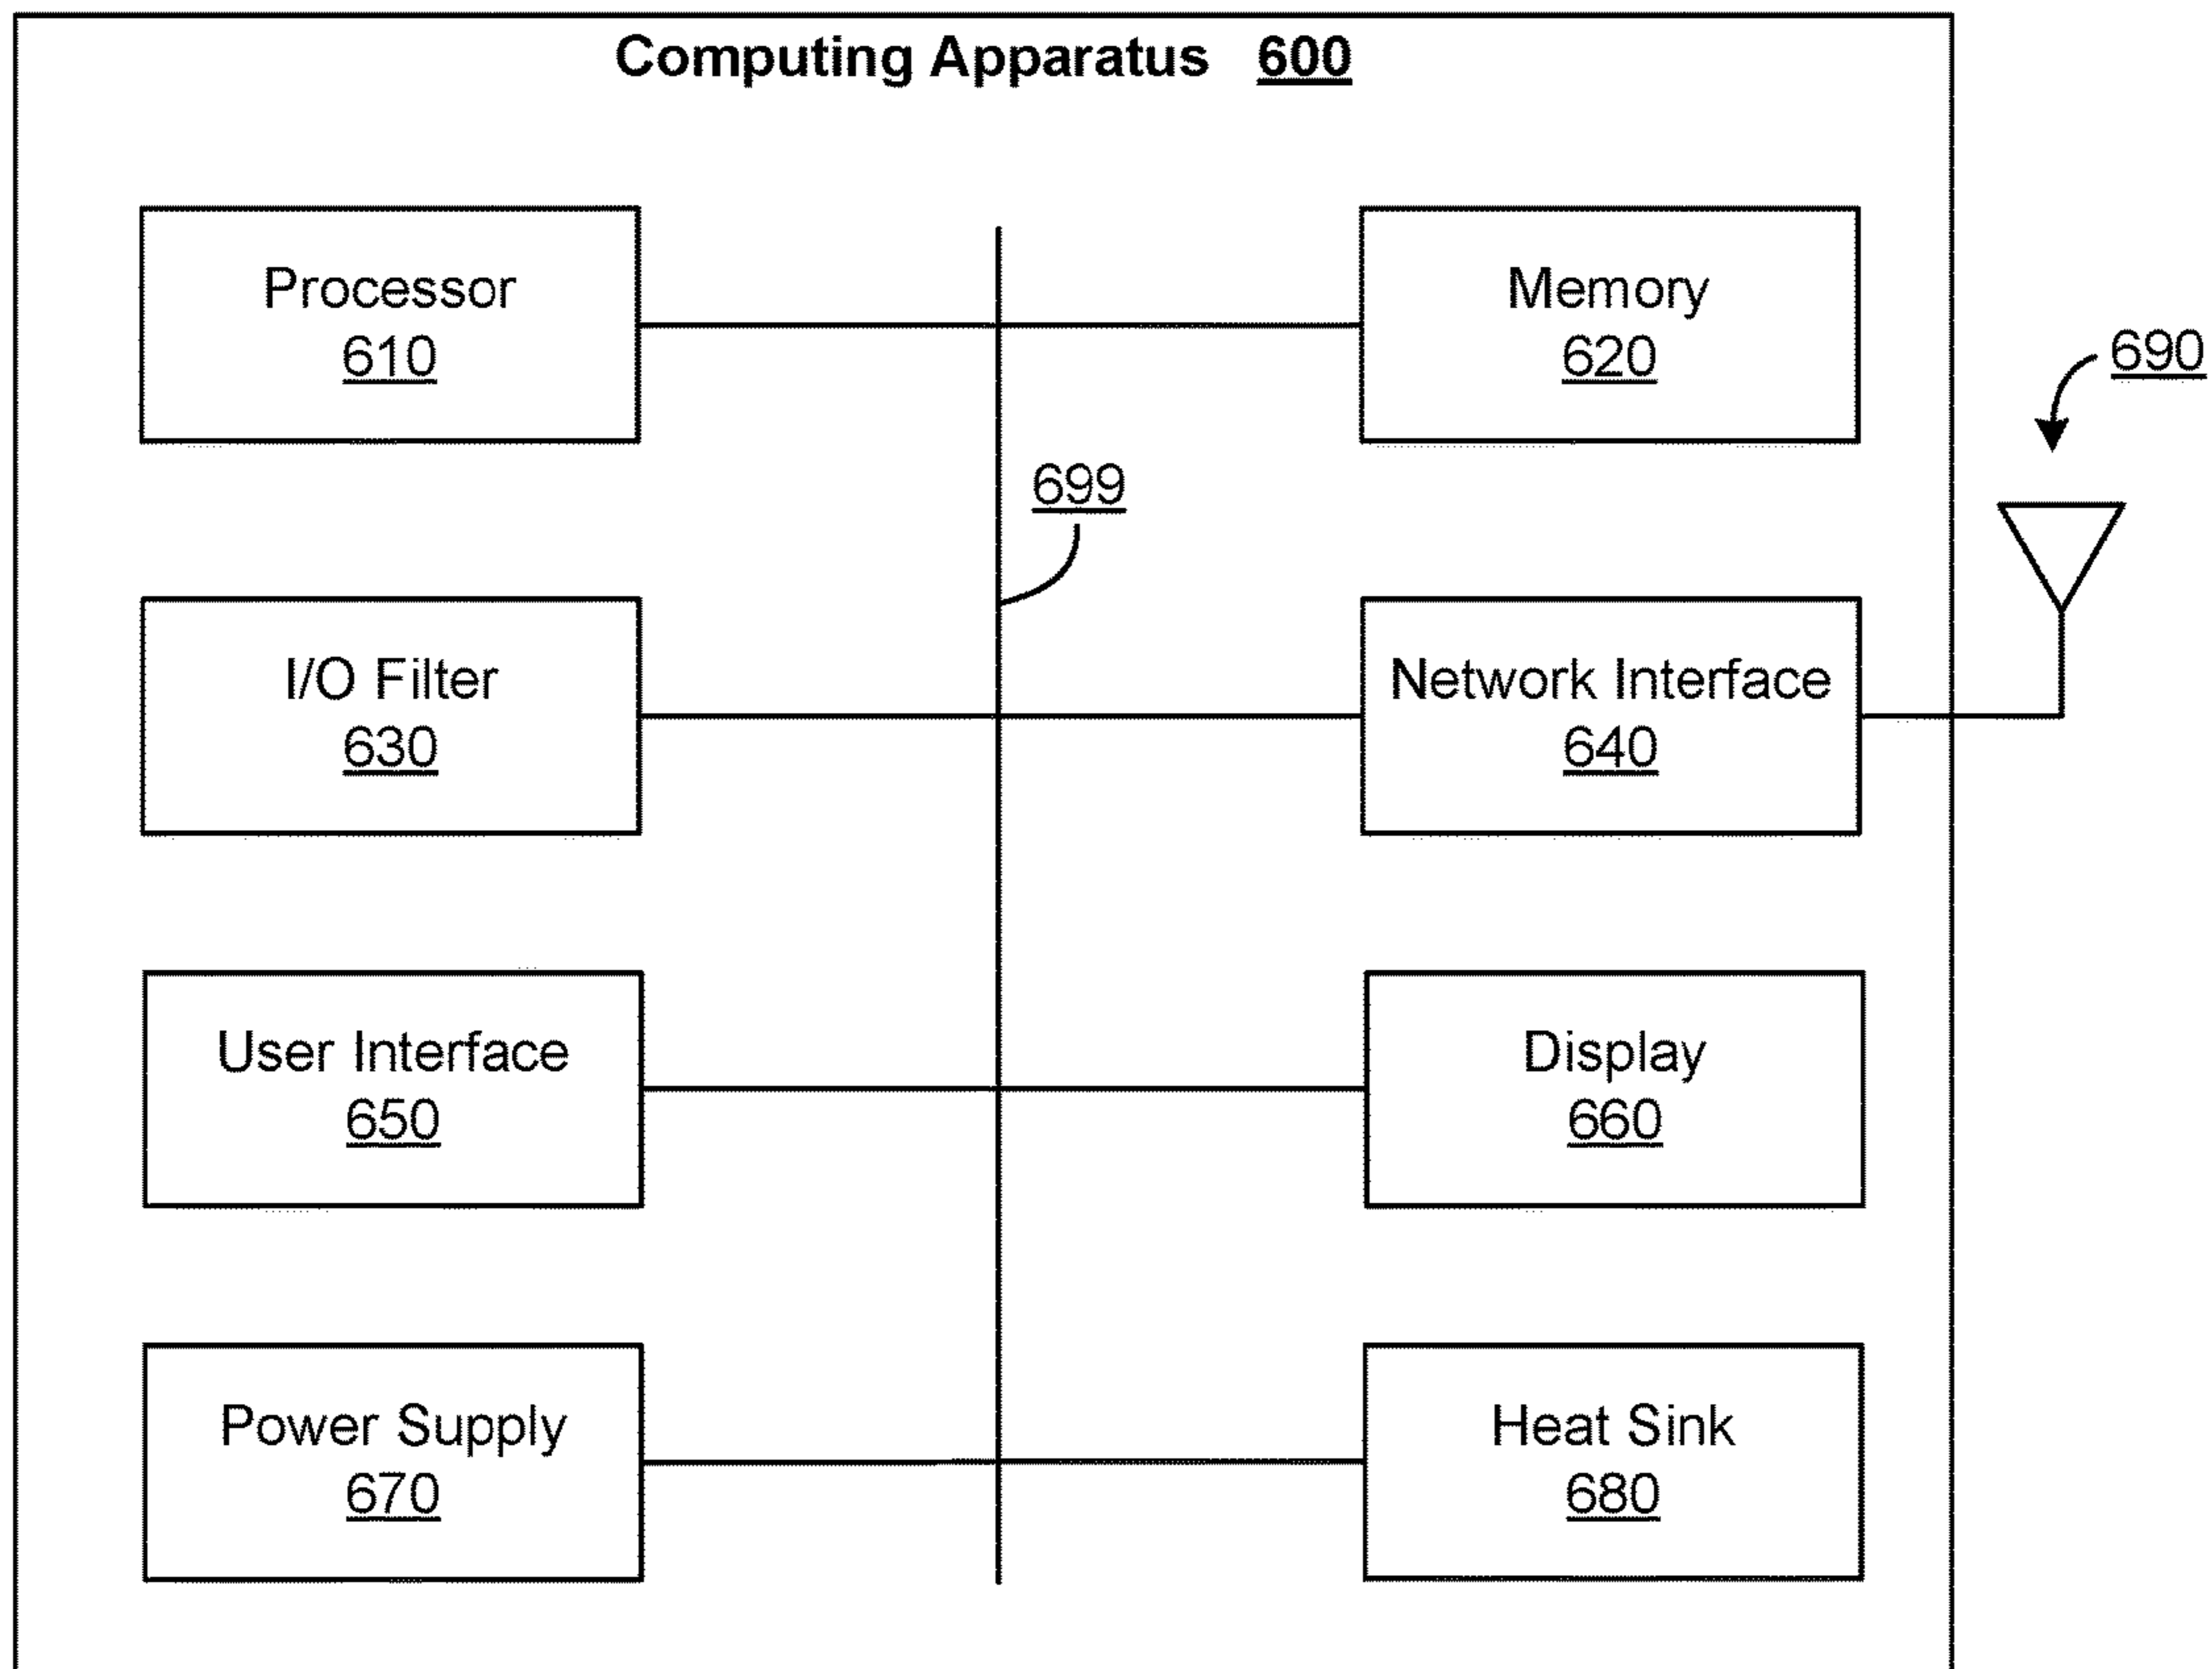 Computing Apparatus 600
Processor
610
Memory
620
690
699
I/O Filter
630
Network Interface
640
User Interface
650
Display
660
Power Supply
670
Heat Sink
680